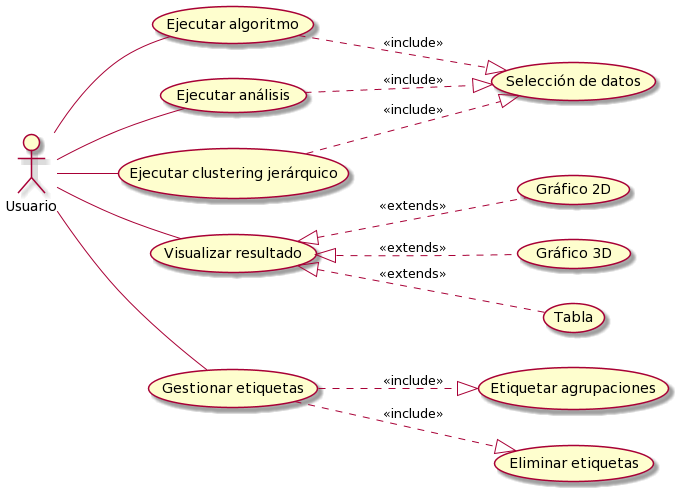 Ejecutar algoritmo
«include»
Selección de datos
Ejecutar análisis
«include»
«include»
Ejecutar clustering jerárquico
Usuario
Gráfico 2D
«extends»
Visualizar resultado
«extends»
Gráfico 3D
«extends»
Tabla
Gestionar etiquetas
«include»
Etiquetar agrupaciones
«include»
Eliminar etiquetas